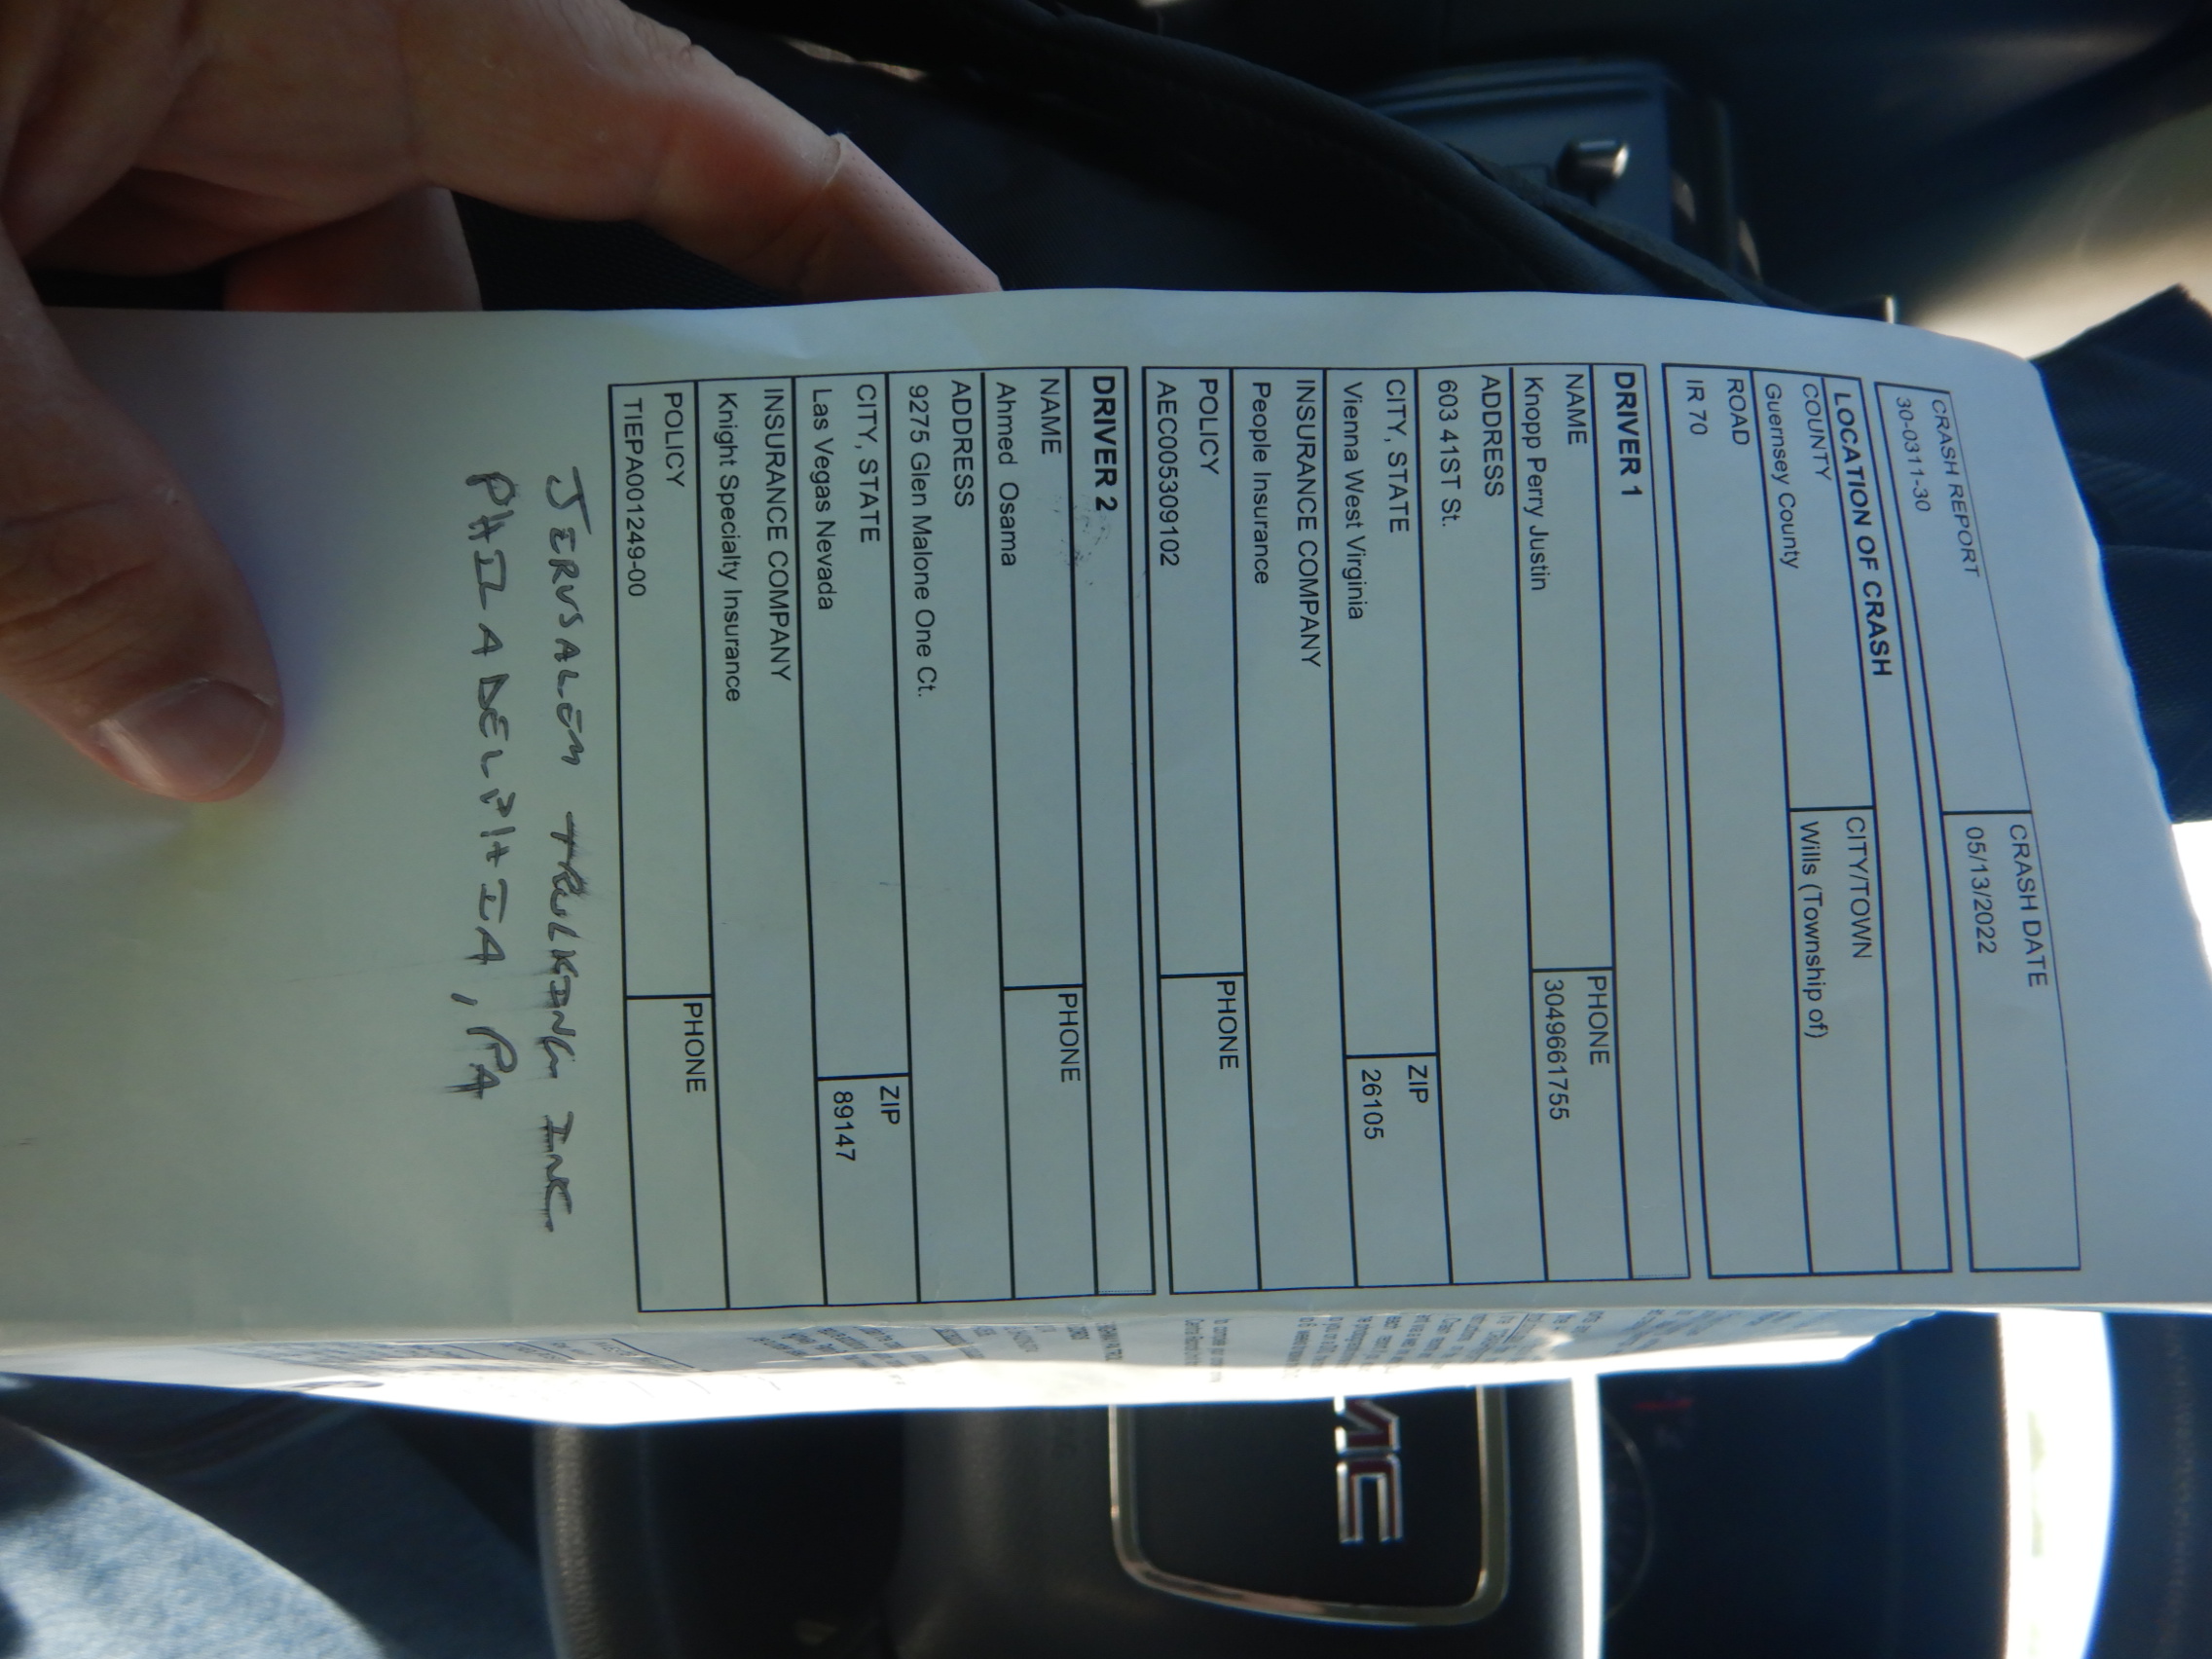 CRASH REPORT
CRASH DATE
30-0311-30
05/13/2022
LOCATION OF CRASH
COUNTY
CITY/TOWN
Guernsey County
Wills (Township of)
ROAD
IR 70
DRIVER 1
NAME
PHONE
Knopp Perry Justin
3049661755
ADDRESS
603 41ST St.
CITY, STATE
ZIP
Vienna West Virginia
26105
INSURANCE COMPANY
People Insurance
POLICY
PHONE
AEC005309102
DRIVER 2
NAME
PHONE
Ahmed Osama
ADDRESS
9275 Glen Malone One Ct.
CITY, STATE
ZIP
Las Vegas Nevada
89147
INSURANCE COMPANY
Knight Specialty Insurance
POLICY
PHONE
TIEPA001249-00
JERUSALEM TRUCKING INC
PHILADELPHIA, PA
MC